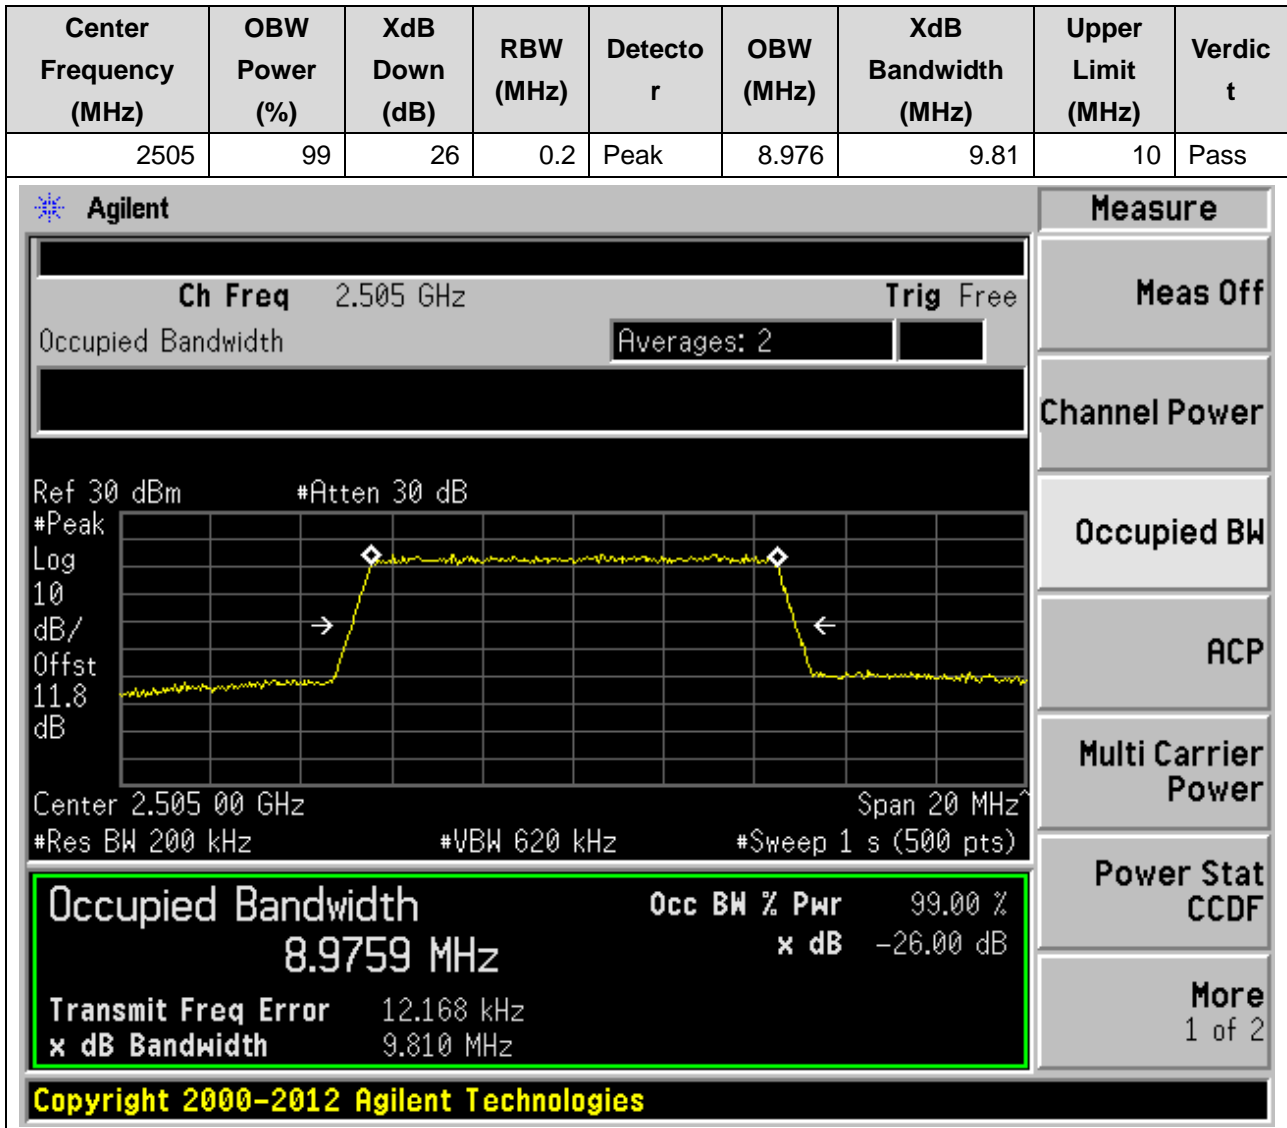 Center Frequency (MHz) OBW Power (%) XdB Down (dB) RBW (MHz) Detecto r OBW (MHz) XdB Bandwidth (MHz) Upper Limit (MHz) Verdic t
2505 99 26 0.2 Peak 8.976 9.81 10 Pass
Agilent
Measure
Ch Freq 2.505 GHz Trig Free
Occupied Bandwidth Averages: 2
Meas Off
Channel Power
Occupied BW
ACP
Multi Carrier
Power
Power Stat
CCDF
More
1 of 2
Ref 30 dBm #Atten 30 dB
#Peak
Log
10
dB/
Offst
11.8
dB
Center 2.505 00 GHz Span 20 MHz^
#Res BW 200 kHz #VBW 620 kHz #Sweep 1 s (500 pts)
Occupied Bandwidth Occ BW % Pwr 99.00 %
8.9759 MHz x dB -26.00 dB
Transmit Freq Error 12.168 kHz
x dB Bandwidth 9.810 MHz
Copyright 2000-2012 Agilent Technologies